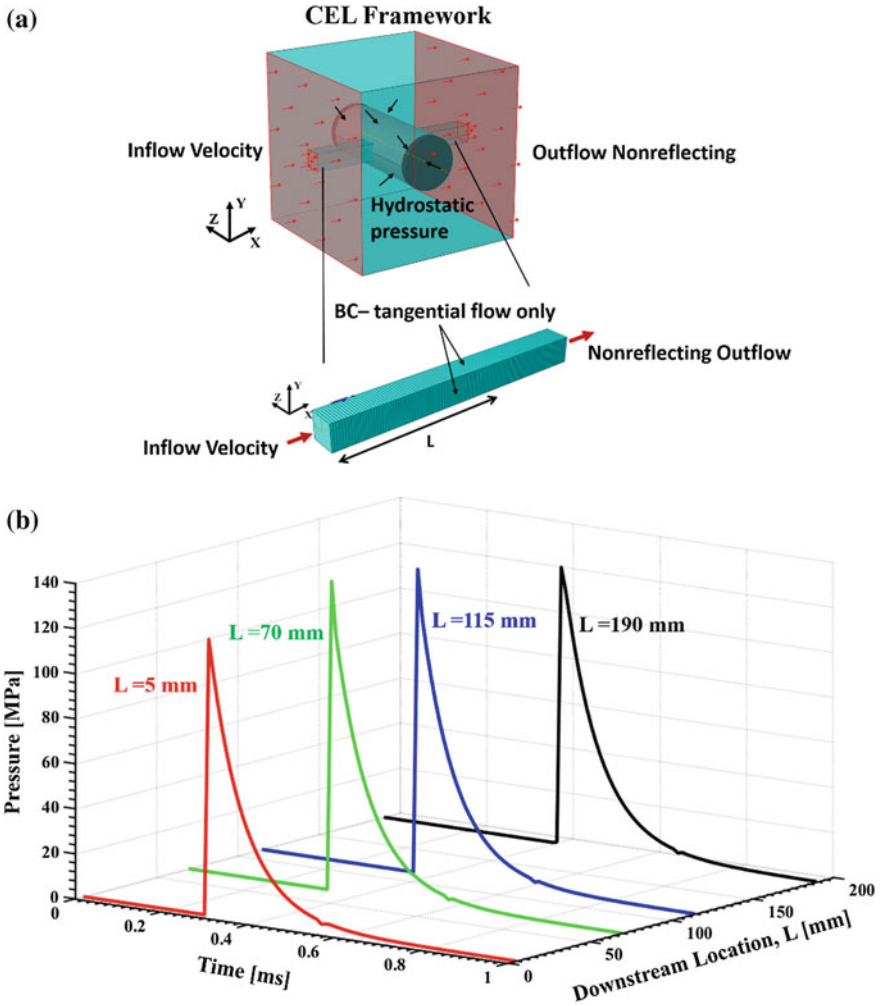 (a)
CEL Framework
Inflow Velocity
Outflow Nonreflecting
Hydrostatic
pressure
Y
Z
X
BC– tangential flow only
Nonreflecting Outflow
Y
Z
X
Inflow Velocity
L
(b)
140
120
100
80
60
40
20
0
Pressure [MPa]
L =5 mm
L =70 mm
L =115 mm
L =190 mm
0
0.2
0.4
0.6
0.8
1
Time [ms]
0
50
100
150
200
Downstream Location, L [mm]